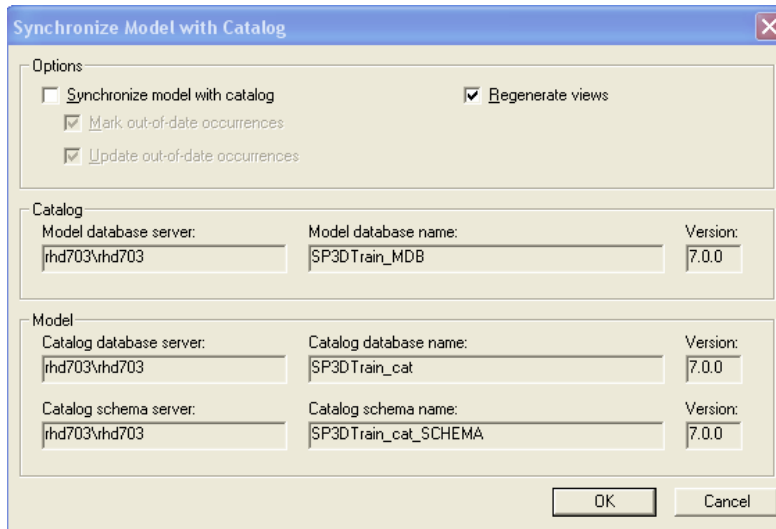 Synchronize Model with Catalog
Options
Synchronize model with catalog
Regenerate views
Mark out-of-date occurrences
Update out-of-date occurrences
Catalog
Model database server: Model database name: Version:
rhd703\rhd703 SP3DTrain_MDB 7.0.0
Model
Catalog database server: Catalog database name: Version:
rhd703\rhd703 SP3DTrain_cat 7.0.0
Catalog schema server: Catalog schema name: Version:
rhd703\rhd703 SP3DTrain_cat_SCHEMA 7.0.0
OK Cancel